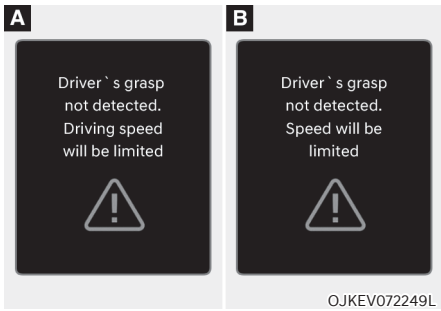 A
Driver`s grasp
not detected.
Driving speed
will be limited
B
Driver`s grasp
not detected.
Speed will be
limited
OJKEV072249L